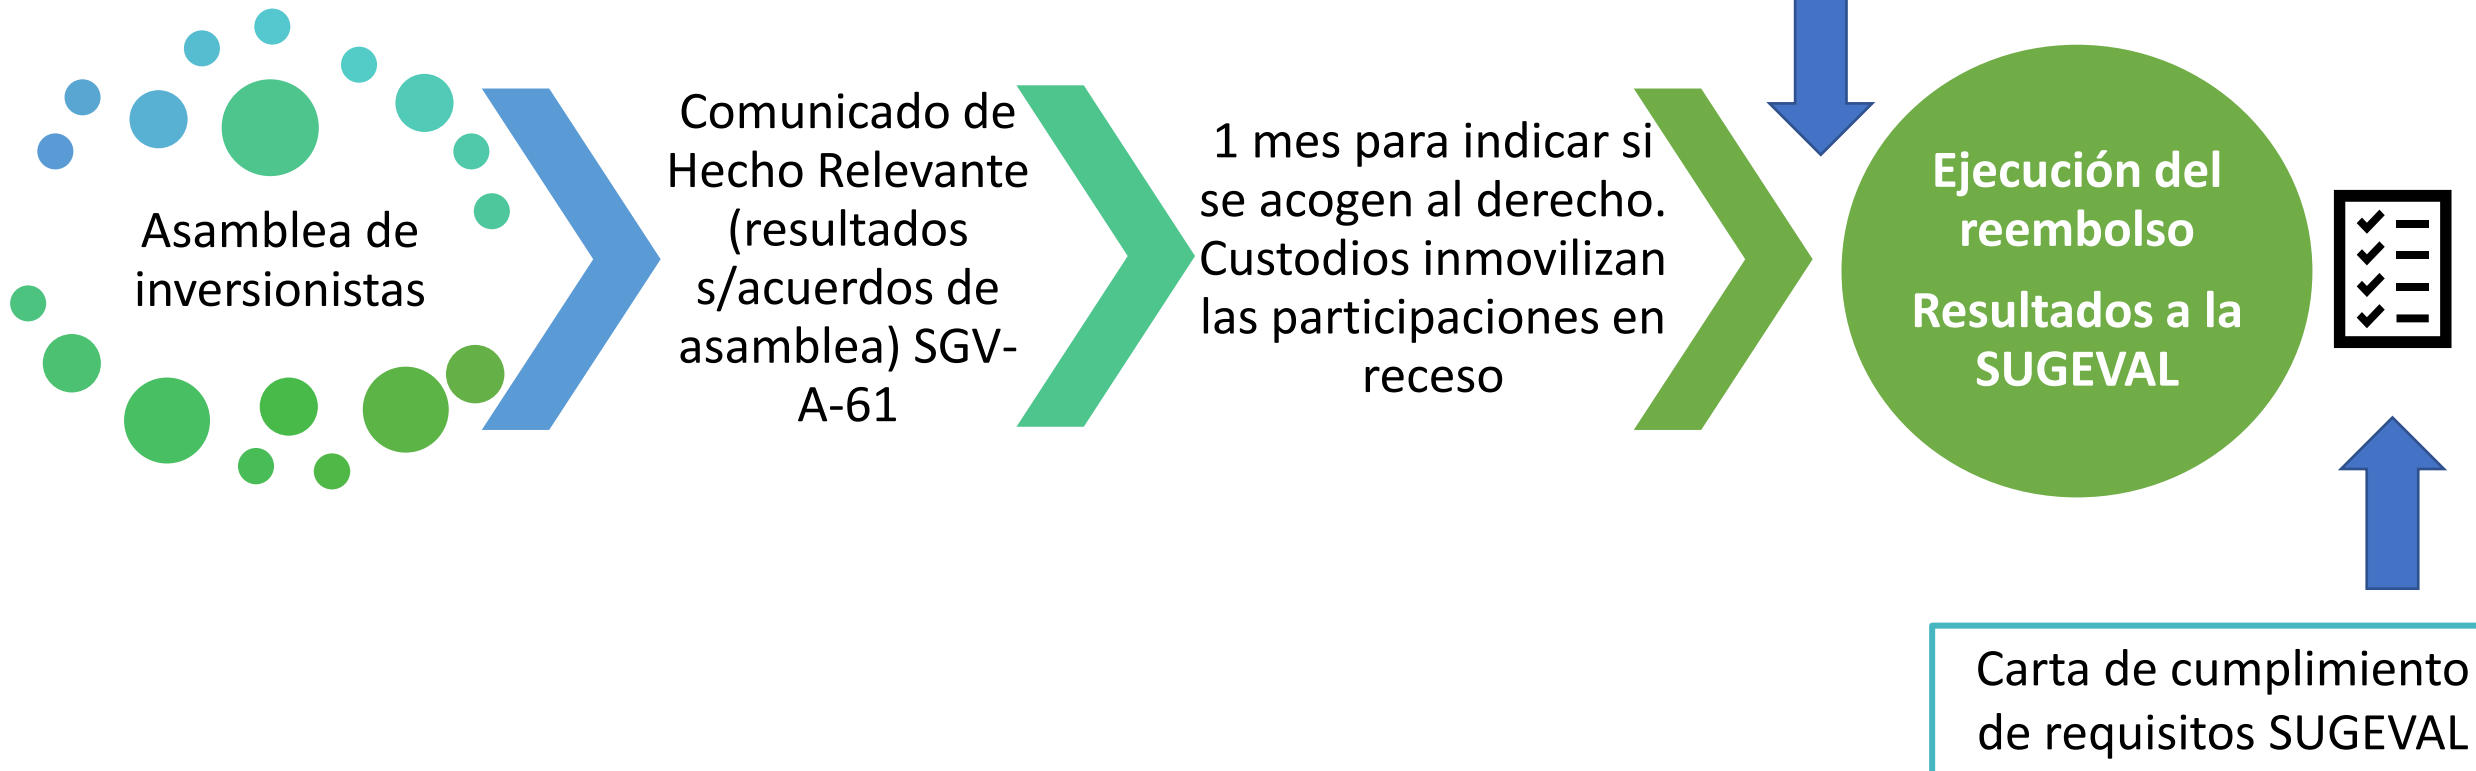 Asamblea de
inversionistas
Comunicado de
Hecho Relevante
(resultados
s/acuerdos de
asamblea) SGV-
A-61
1 mes para indicar si
se acogen al derecho.
Custodios inmovilizan
las participaciones en
receso
Ejecución del
reembolso
Resultados a la
SUGEVAL
Carta de cumplimiento
de requisitos SUGEVAL